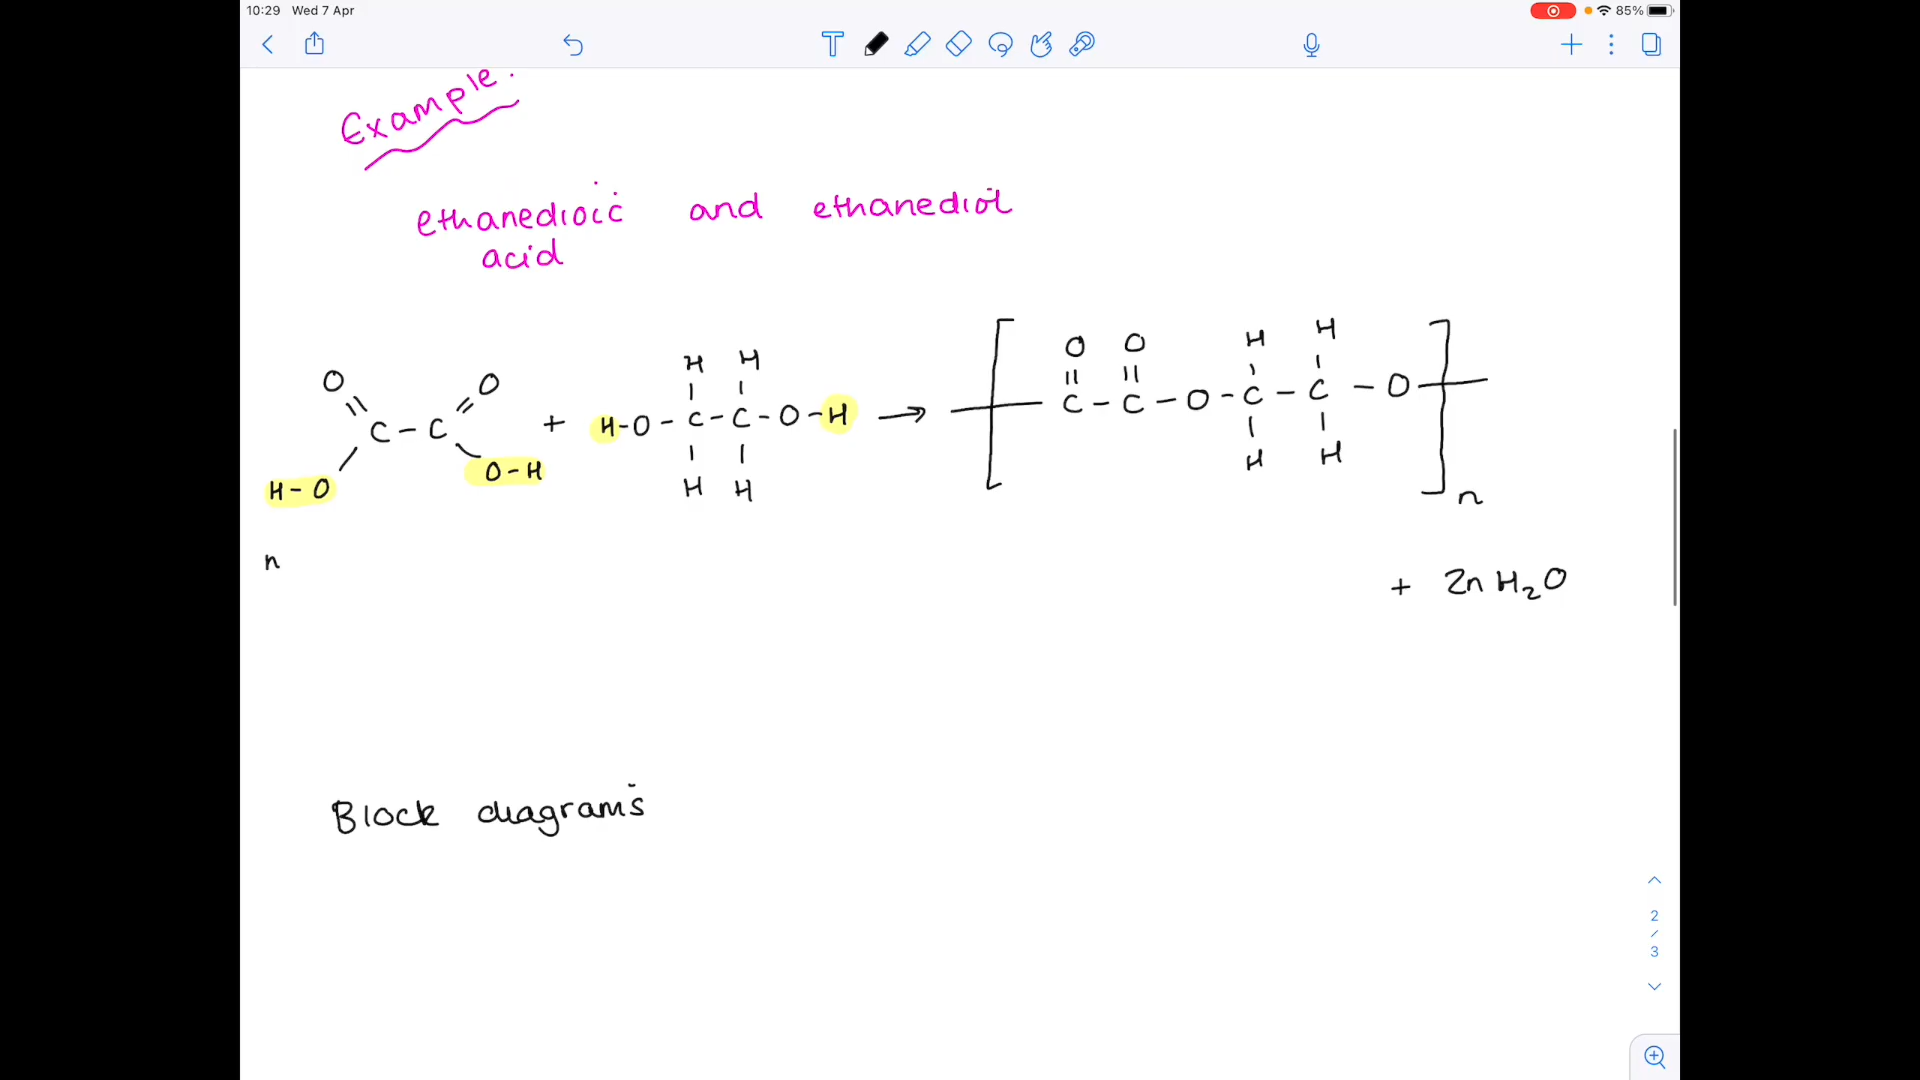 10:29 Wed 7 Apr
85%
T
Example.
ethanedioic and ethanediol
acid
O O H H O O H H
H-O C-C O-H + H-O-C-C-O-H → [ C-C-O-C-C-O ]n
H H H H
n
+ 2n H₂O
Block diagrams
2
/
3